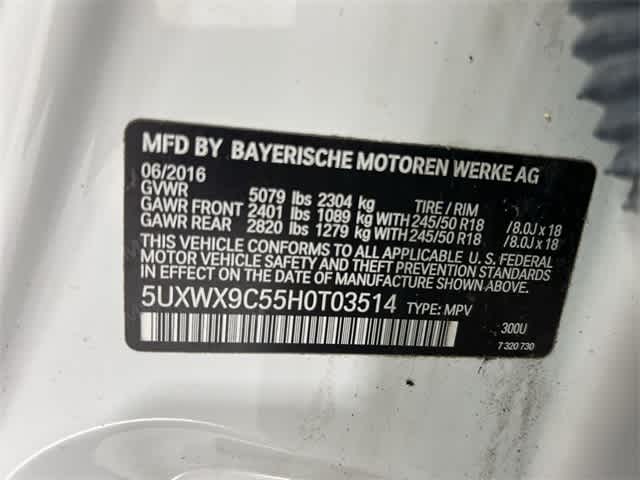 MFD BY BAYERISCHE MOTOREN WERKE AG
06/2016
GVWR 5079 lbs 2304 kg TIRE / RIM
GAWR FRONT 2401 lbs 1089 kg WITH 245/50 R18 /8.0J x 18
GAWR REAR 2820 lbs 1279 kg WITH 245/50 R18 /8.0J x 18
THIS VEHICLE CONFORMS TO ALL APPLICABLE U. S. FEDERAL
MOTOR VEHICLE SAFETY, BUMPER, AND THEFT PREVENTION
STANDARDS IN EFFECT ON THE DATE OF MANUFACTURE SHOWN ABOVE.
5UXWX9C55H0T03514 TYPE: MPV
300U
7 320 730